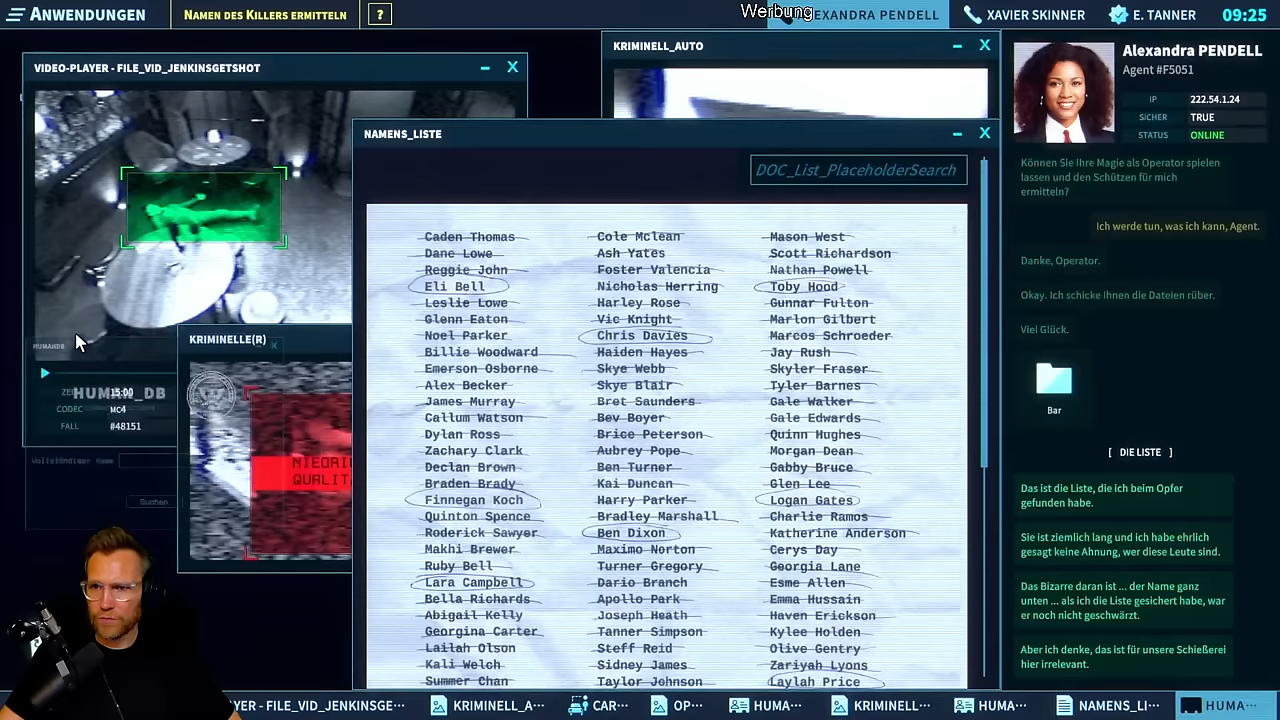 ANWENDUNGEN
NAMEN DES KILLERS ERMITTELN
?
Werbung
ALEXANDRA PENDELL
XAVIER SKINNER
E. TANNER
09:25
VIDEO-PLAYER - FILE_VID_JENKINSGETSHOT
KRIMINELL_AUTO
NAMENS_LISTE
DOC_List_PlaceholderSearch
Caden Thomas
Dane Lowe
Reggie John
Eli Bell
Leslie Lowe
Glenn Eaton
Noel Parker
Billie Woodward
Emerson Osborne
Alex Becker
James Murray
Callum Watson
Dylan Ross
Zachary Clark
Declan Brown
Braden Brady
Finnegan Koch
Quinton Spence
Roderick Sawyer
Makhi Brewer
Ruby Bell
Lara Campbell
Bella Richards
Abigail Kelly
Georgina Carter
Lailah Olson
Kali Welch
Summer Chan
Cole Mclean
Ash Yates
Foster Valencia
Nicholas Herring
Harley Rose
Vic Knight
Chris Davies
Haiden Hayes
Skye Webb
Skye Blair
Bret Saunders
Bev Boyer
Brice Peterson
Aubrey Pope
Ben Turner
Kai Duncan
Harry Parker
Bradley Marshall
Ben Dixon
Maximo Norton
Turner Gregory
Dario Branch
Apollo Park
Joseph Heath
Tanner Simpson
Steff Reid
Sidney James
Taylor Johnson
Mason West
Scott Richardson
Nathan Powell
Toby Hood
Gunnar Fulton
Marlon Gilbert
Marcos Schroeder
Jay Rush
Skyler Fraser
Tyler Barnes
Gale Walker
Gale Edwards
Quinn Hughes
Morgan Dean
Gabby Bruce
Glen Lee
Logan Gates
Charlie Ramos
Katherine Anderson
Cerys Day
Georgia Lane
Esme Allen
Emma Hussain
Haven Erickson
Kylee Holden
Olive Gentry
Zariyah Lyons
Laylah Price
KRIMINELLE(R)
15:00
CODEC MC4
FALL #48151
Vollständiger Name
Suchen
Alexandra PENDELL
Agent #F5051
IP 222.54.1.24
SICHER TRUE
STATUS ONLINE
Können Sie Ihre Magie als Operator spielen
lassen und den Schützen für mich
ermitteln?
Ich werde tun, was ich kann, Agent.
Danke, Operator.
Okay. Ich schicke Ihnen die Dateien rüber.
Viel Glück.
Bar
[ DIE LISTE ]
Das ist die Liste, die ich beim Opfer
gefunden habe.
Sie ist ziemlich lang und ich habe ehrlich
gesagt keine Ahnung, wer diese Leute sind.
Das Bizarre daran ist ... der Name ganz
unten ... als ich die Liste gesichert habe, war
er noch nicht geschwärzt.
Aber ich denke, das ist für unsere Schießerei
hier irrelevant.
YER - FILE_VID_JENKINSGE···
KRIMINELL_A···
CAR···
OP···
HUMA···
KRIMINELL···
HUMA···
NAMENS_LI···
HUMA···